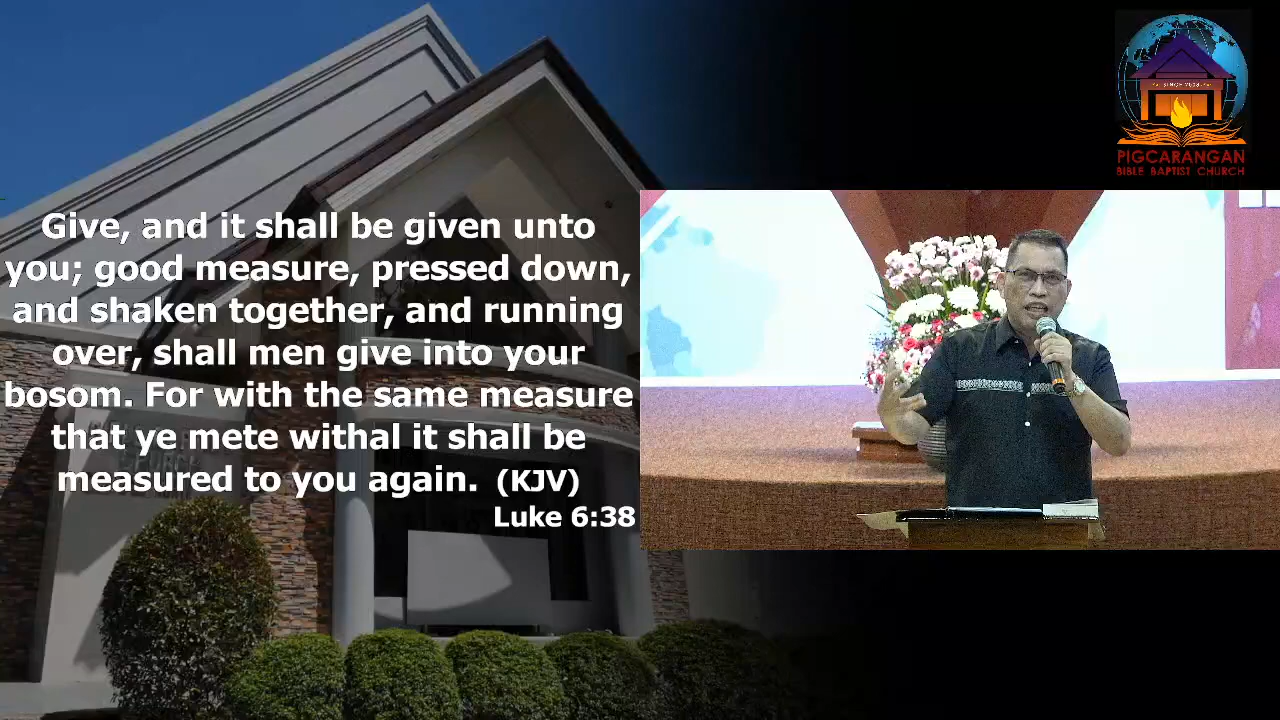 Give, and it shall be given unto
you; good measure, pressed down,
and shaken together, and running
over, shall men give into your
bosom. For with the same measure
that ye mete withal it shall be
measured to you again. (KJV)
Luke 6:38
SINCE 2008
PIGCARANGAN
BIBLE BAPTIST CHURCH